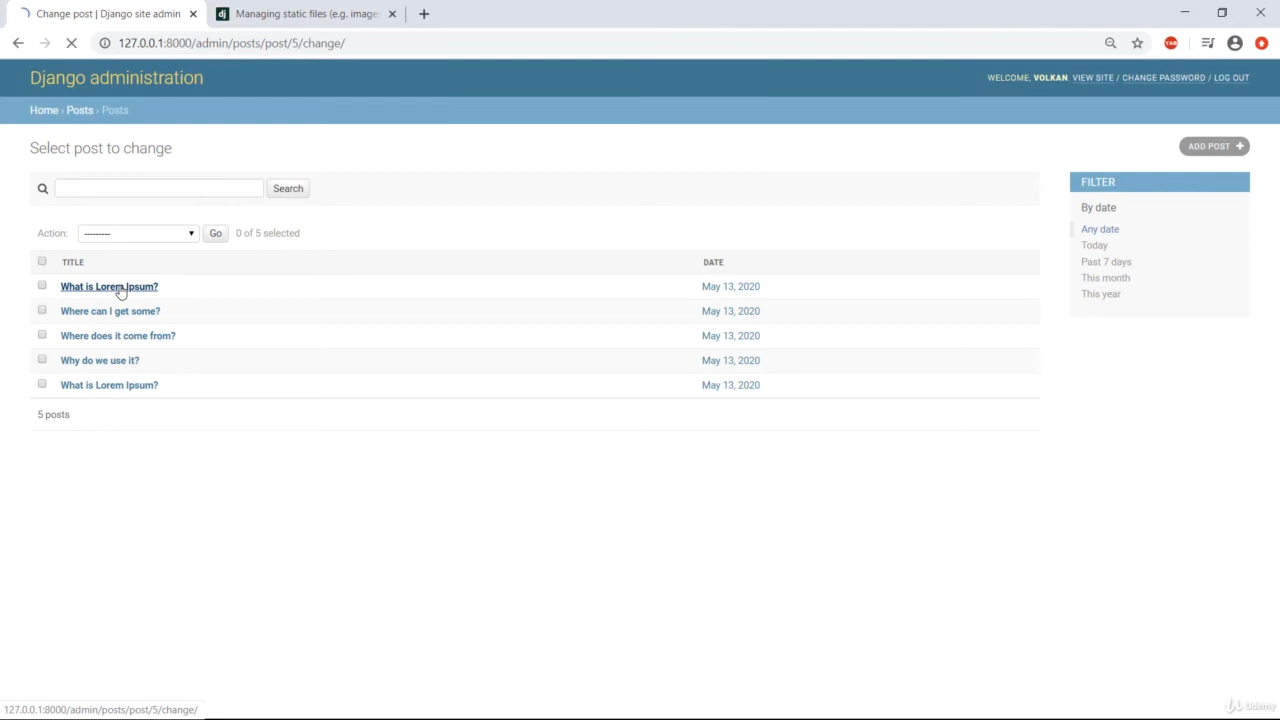 Change post | Django site admin
dj Managing static files (e.g. image
127.0.0.1:8000/admin/posts/post/5/change/
YAB
Django administration
WELCOME, VOLKAN. VIEW SITE / CHANGE PASSWORD / LOG OUT
Home › Posts › Posts
Select post to change
ADD POST +
Search
Action: --------- Go 0 of 5 selected
TITLE DATE
What is Lorem Ipsum? May 13, 2020
Where can I get some? May 13, 2020
Where does it come from? May 13, 2020
Why do we use it? May 13, 2020
What is Lorem Ipsum? May 13, 2020
5 posts
FILTER
By date
Any date
Today
Past 7 days
This month
This year
127.0.0.1:8000/admin/posts/post/5/change/
Udemy